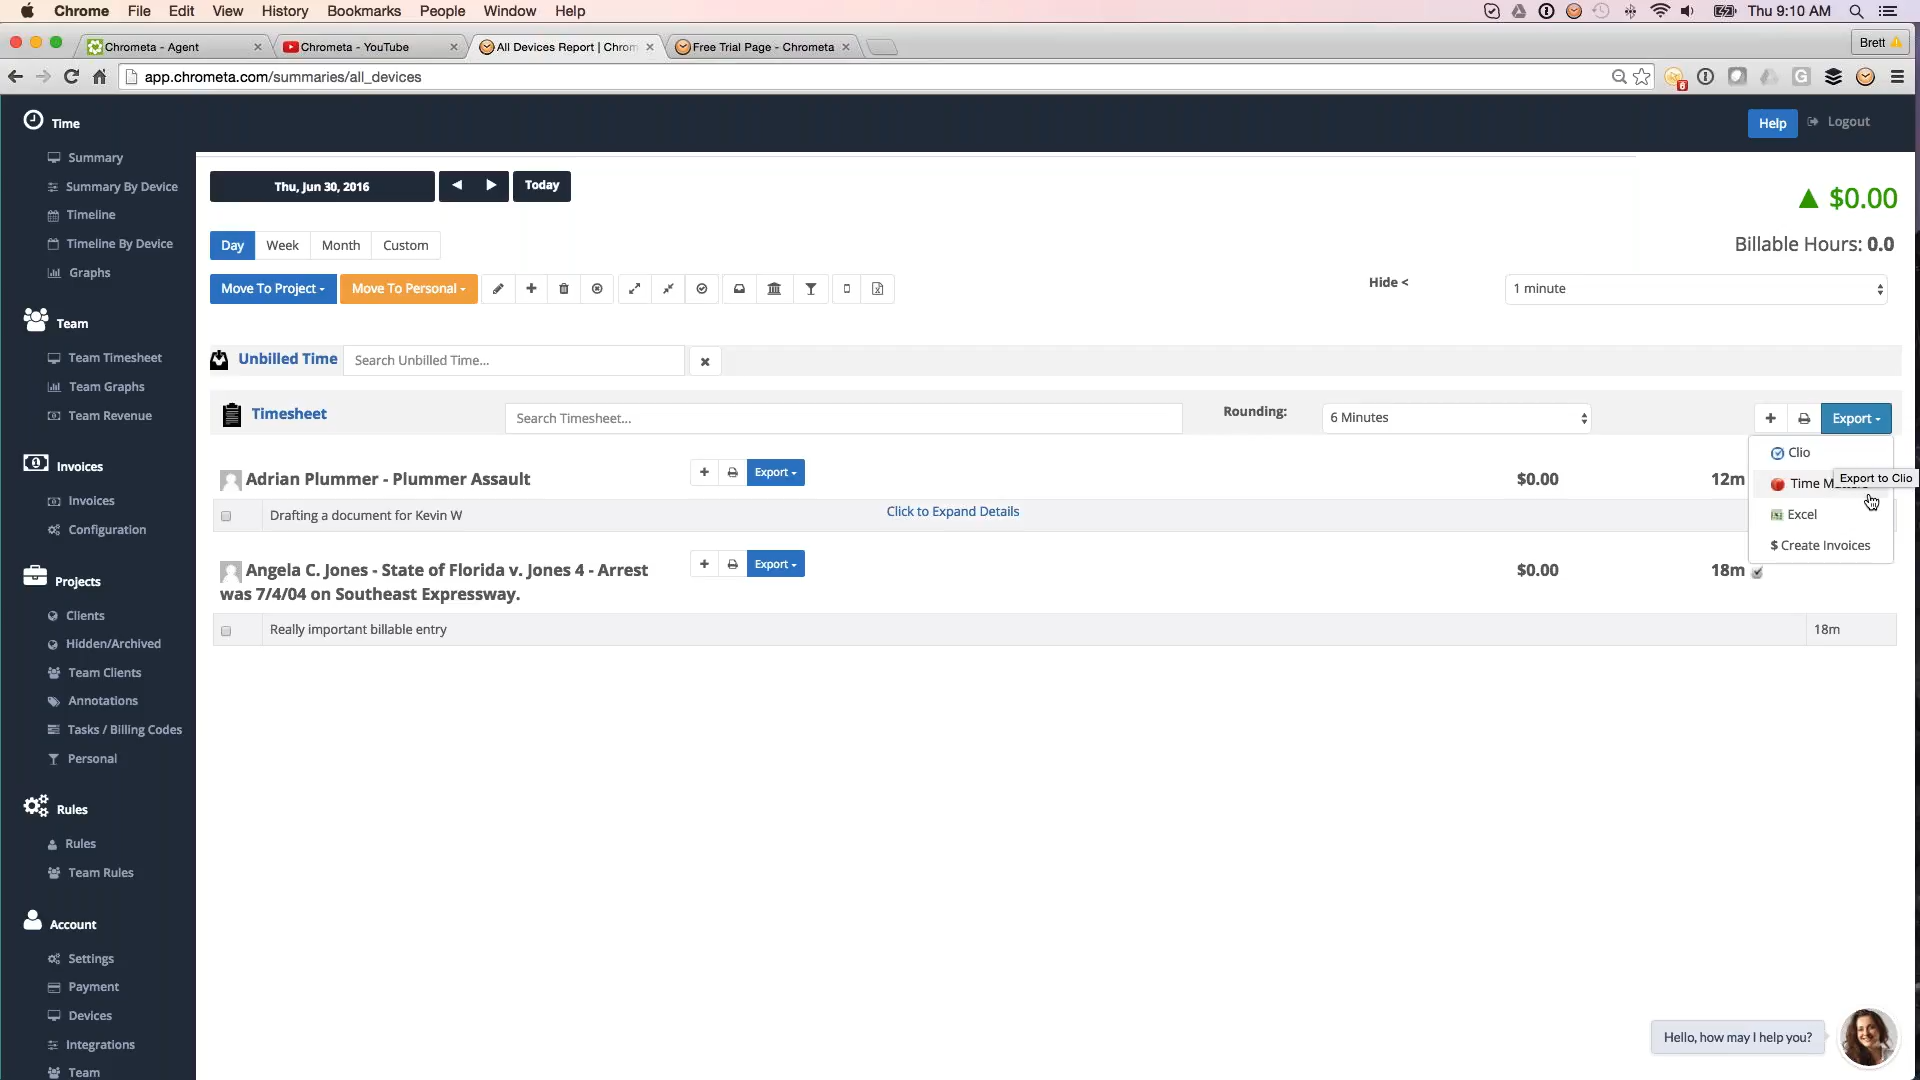 Chrome File Edit View History Bookmarks People Window Help Thu 9:10 AM
Chrometa - Agent Chrometa - YouTube All Devices Report | Chrom Free Trial Page - Chrometa Brett
app.chrometa.com/summaries/all_devices
6
G
Time
Help Logout
Summary
Summary By Device
Timeline
Timeline By Device
Graphs
Team
Team Timesheet
Team Graphs
Team Revenue
Invoices
Invoices
Configuration
Projects
Clients
Hidden/Archived
Team Clients
Annotations
Tasks / Billing Codes
Personal
Rules
Rules
Team Rules
Account
Settings
Payment
Devices
Integrations
Team
Thu, Jun 30, 2016 Today
$0.00
Billable Hours: 0.0
Day Week Month Custom
Move To Project Move To Personal
Hide < 1 minute
Unbilled Time Search Unbilled Time...
Timesheet Search Timesheet... Rounding: 6 Minutes Export
Clio
Export to Clio
Time
Excel
$ Create Invoices
Adrian Plummer - Plummer Assault Export $0.00 12m
Drafting a document for Kevin W Click to Expand Details
Angela C. Jones - State of Florida v. Jones 4 - Arrest
was 7/4/04 on Southeast Expressway.
Export $0.00 18m
Really important billable entry 18m
Hello, how may I help you?